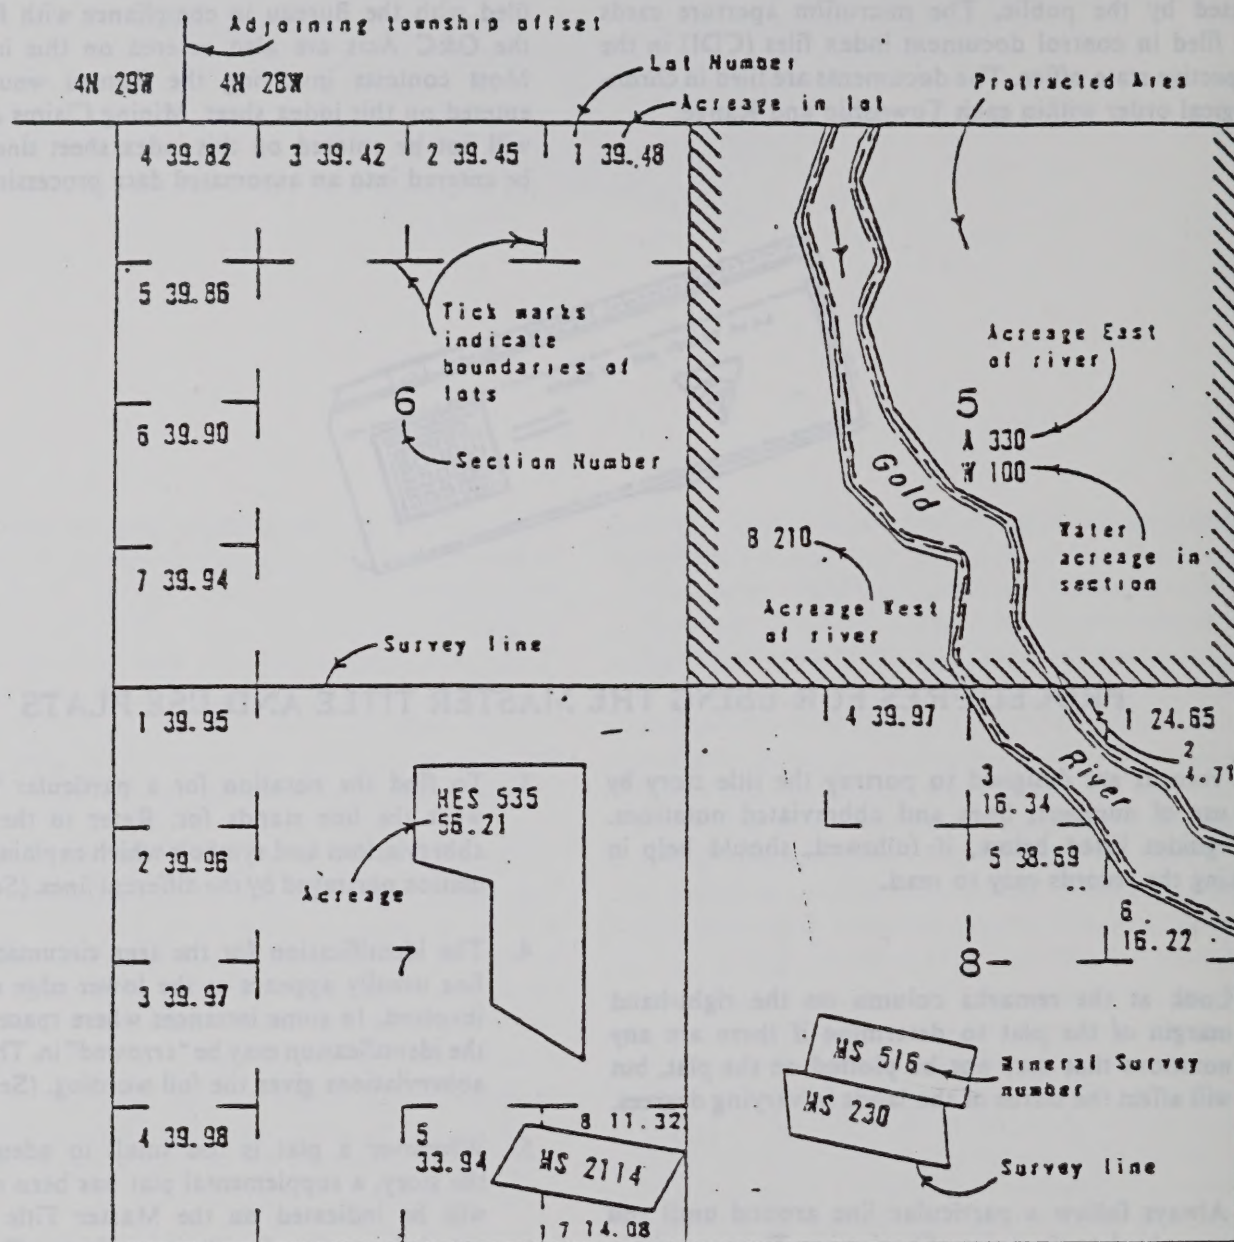 Adjoining township offset
4N 29W
4N 28W
Lot Number
Protracted Area
Acreage in lot
4 39.82
3 39.42
2 39.45
1 39.48
5 39.86
Tick marks
indicate
boundaries of
lots
Acreage East
of river
6
5
6 39.90
A 330
Section Number
W 100
Gold
B 210
Water
acreage in
section
7 39.94
Acreage West
of river
Survey line
1 39.95
4 39.97
1 24.65
2
River
3
16.34
HES 535
56.21
2 39.96
5 38.69
Acreage
6
16.22
7
8
3 39.97
MS 516
Mineral Survey
number
MS 230
4 39.98
5
33.94
8 11.32
MS 2114
Survey line
7 14.08